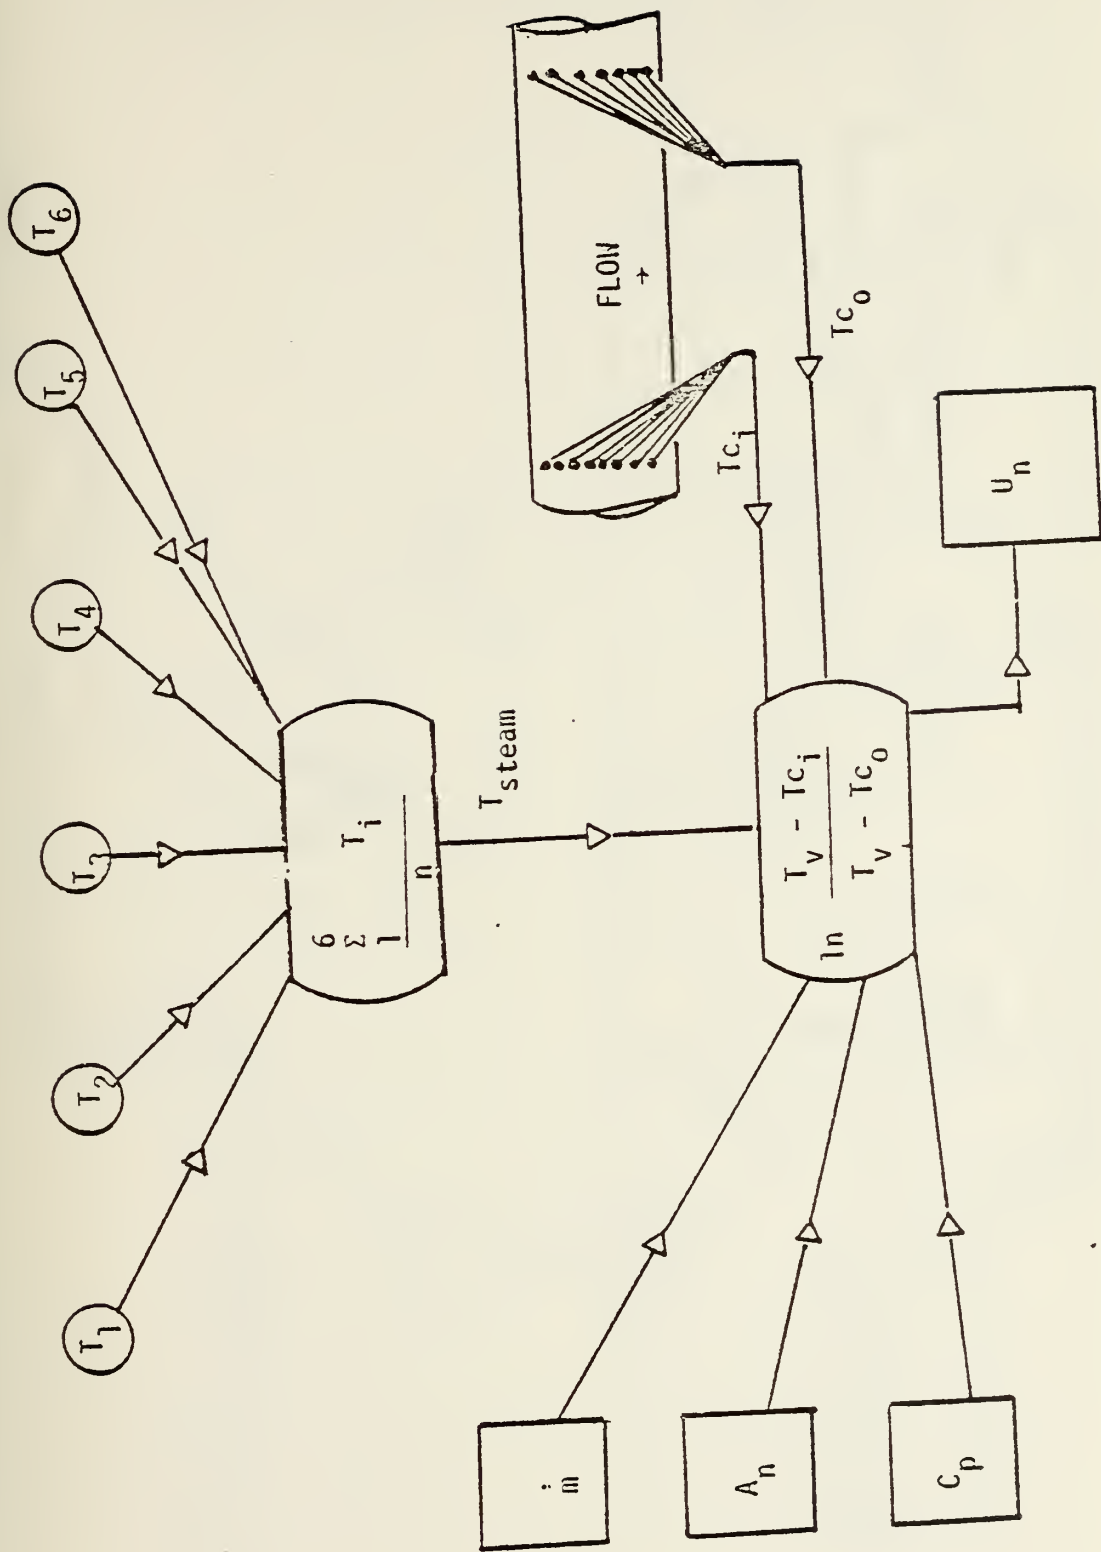 T1
T2
T3
T4
T5
T6
6
Σ
1
Ti
n
Tsteam
FLOW
→
Tci
Tco
ṁ
An
Cp
ln
Tv - Tci
Tv - Tco
Un